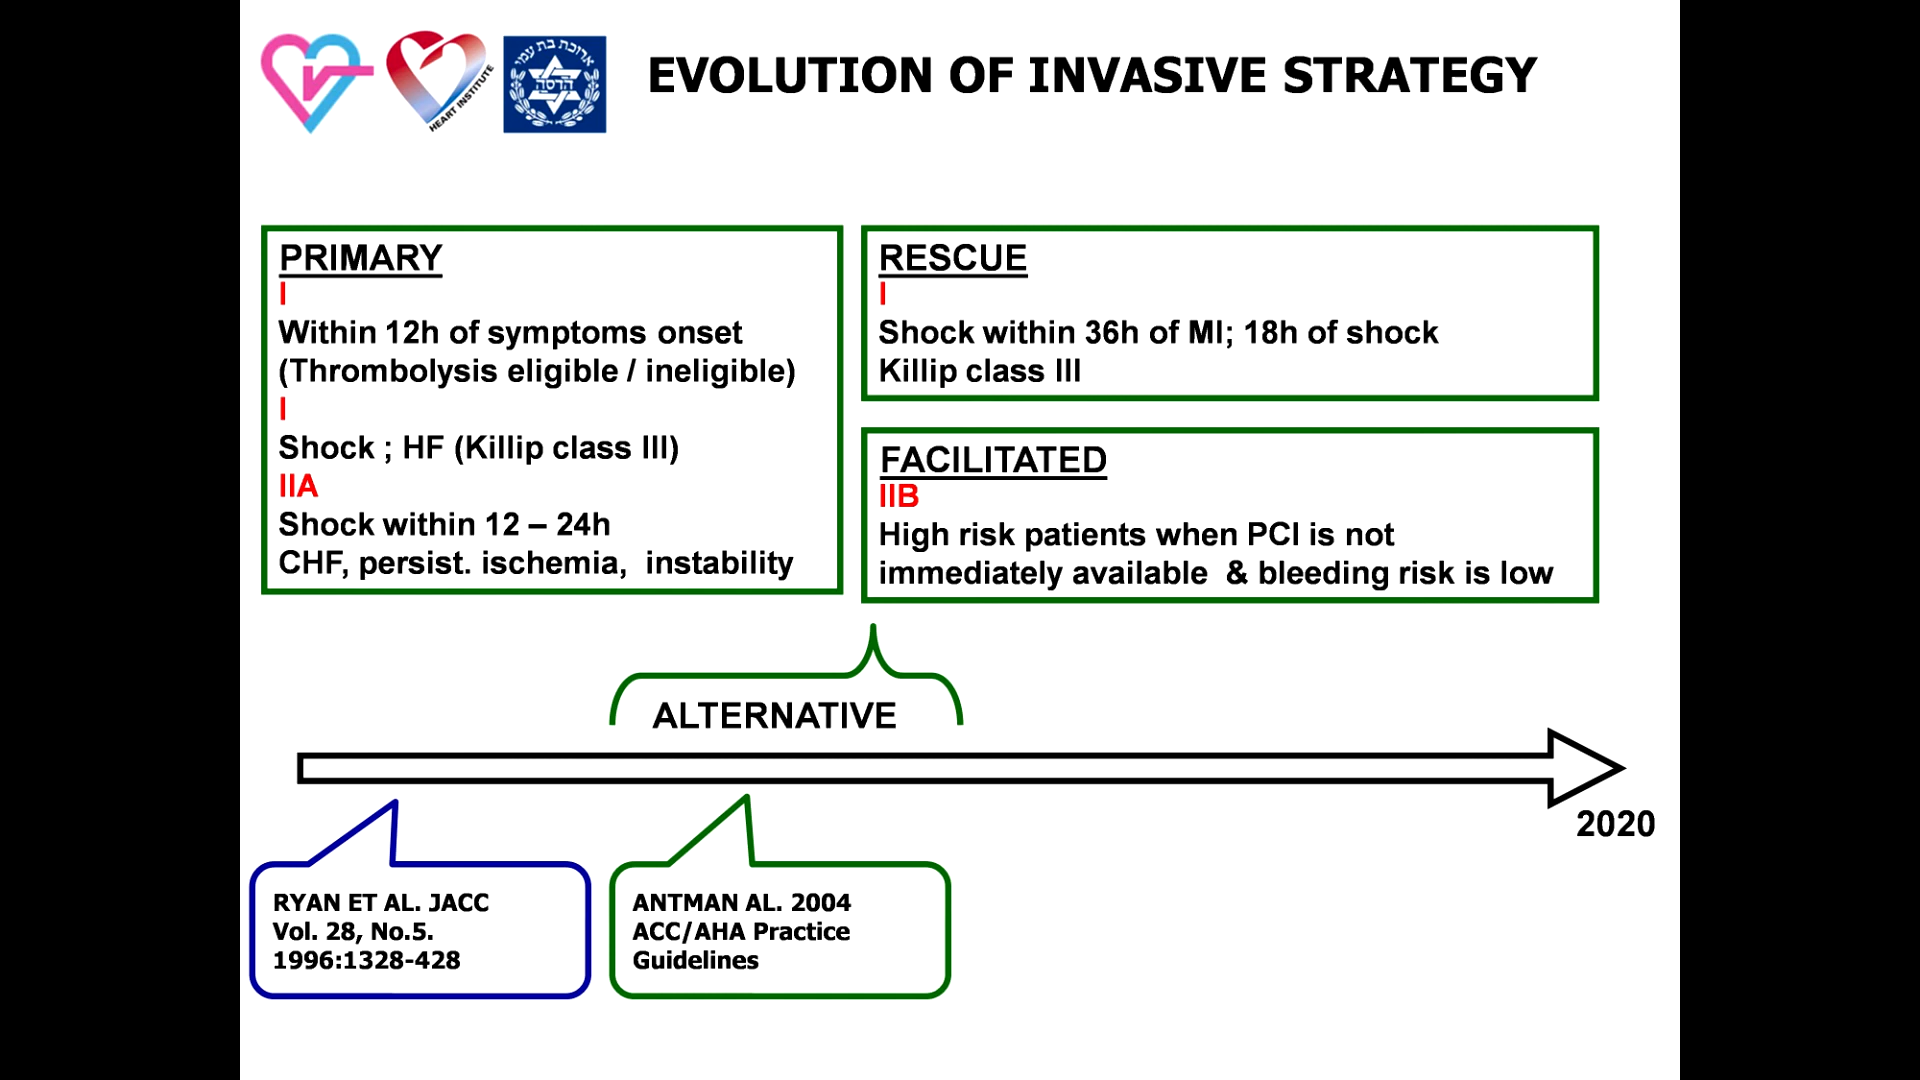 HEART INSTITUTE
ארוכת בת עמי
הדסה
EVOLUTION OF INVASIVE STRATEGY
PRIMARY
I
Within 12h of symptoms onset
(Thrombolysis eligible / ineligible)
I
Shock ; HF (Killip class III)
IIA
Shock within 12 – 24h
CHF, persist. ischemia, instability
RESCUE
I
Shock within 36h of MI; 18h of shock
Killip class III
FACILITATED
IIB
High risk patients when PCI is not
immediately available & bleeding risk is low
ALTERNATIVE
2020
RYAN ET AL. JACC
Vol. 28, No.5.
1996:1328-428
ANTMAN AL. 2004
ACC/AHA Practice
Guidelines